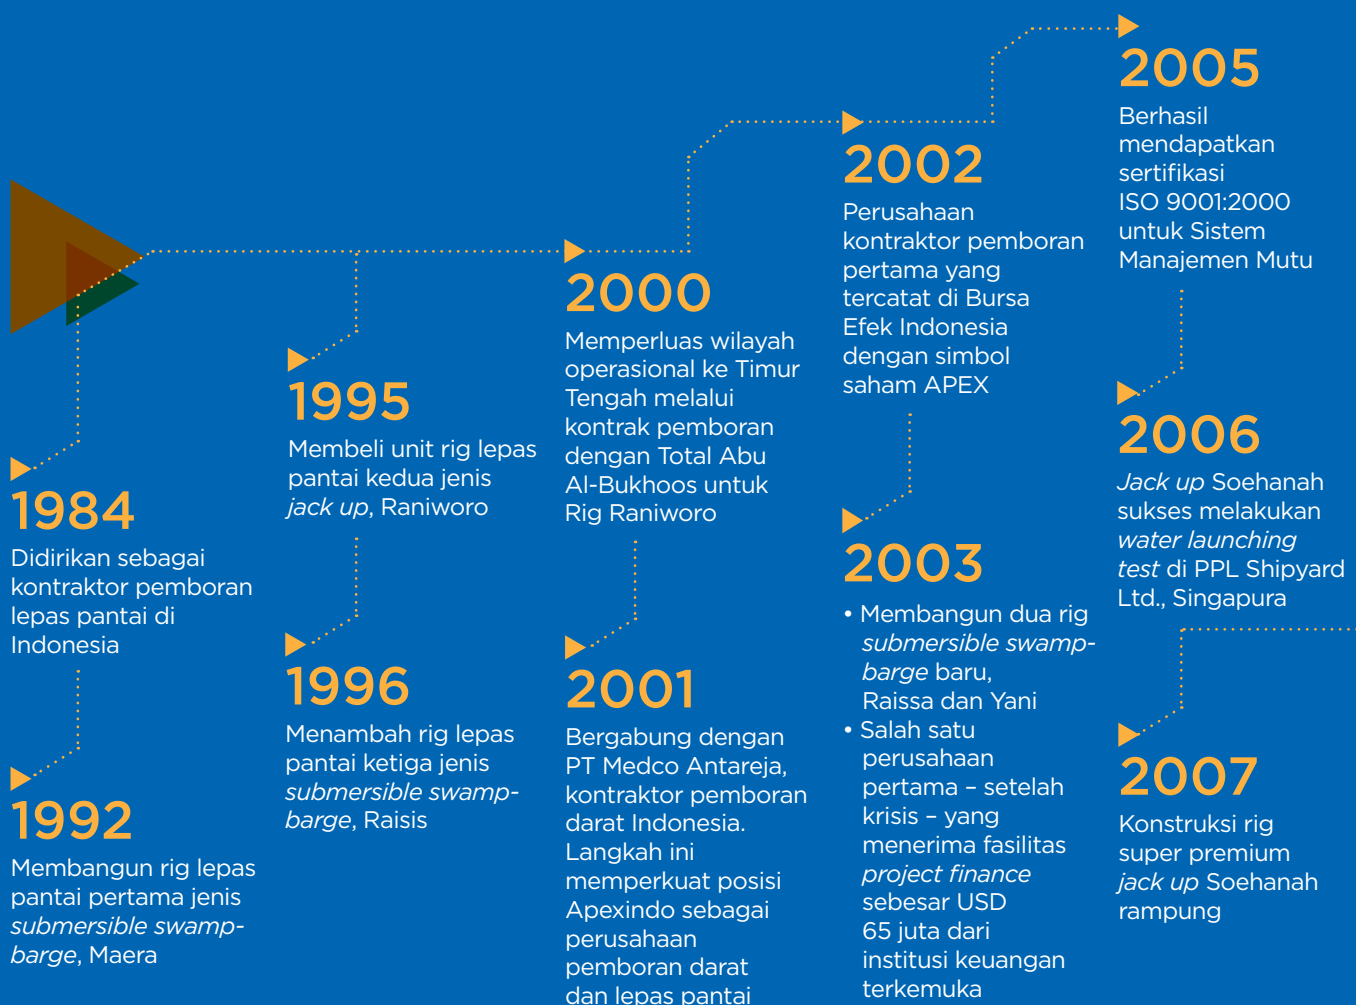 1984
Didirikan sebagai
kontraktor pemboran
lepas pantai di
Indonesia
1992
Membangun rig lepas
pantai pertama jenis
submersible swamp-
barge, Maera
1995
Membeli unit rig lepas
pantai kedua jenis
jack up, Raniworo
1996
Menambah rig lepas
pantai ketiga jenis
submersible swamp-
barge, Raisis
2000
Memperluas wilayah
operasional ke Timur
Tengah melalui
kontrak pemboran
dengan Total Abu
Al-Bukhoos untuk
Rig Raniworo
2001
Bergabung dengan
PT Medco Antareja,
kontraktor pemboran
darat Indonesia.
Langkah ini
memperkuat posisi
Apexindo sebagai
perusahaan
pemboran darat
dan lepas pantai
2002
Perusahaan
kontraktor pemboran
pertama yang
tercatat di Bursa
Efek Indonesia
dengan simbol
saham APEX
2003
• Membangun dua rig
submersible swamp-
barge baru,
Raissa dan Yani
• Salah satu
perusahaan
pertama – setelah
krisis – yang
menerima fasilitas
project finance
sebesar USD
65 juta dari
institusi keuangan
terkemuka
2005
Berhasil
mendapatkan
sertifikasi
ISO 9001:2000
untuk Sistem
Manajemen Mutu
2006
Jack up Soehanah
sukses melakukan
water launching
test di PPL Shipyard
Ltd., Singapura
2007
Konstruksi rig
super premium
jack up Soehanah
rampung